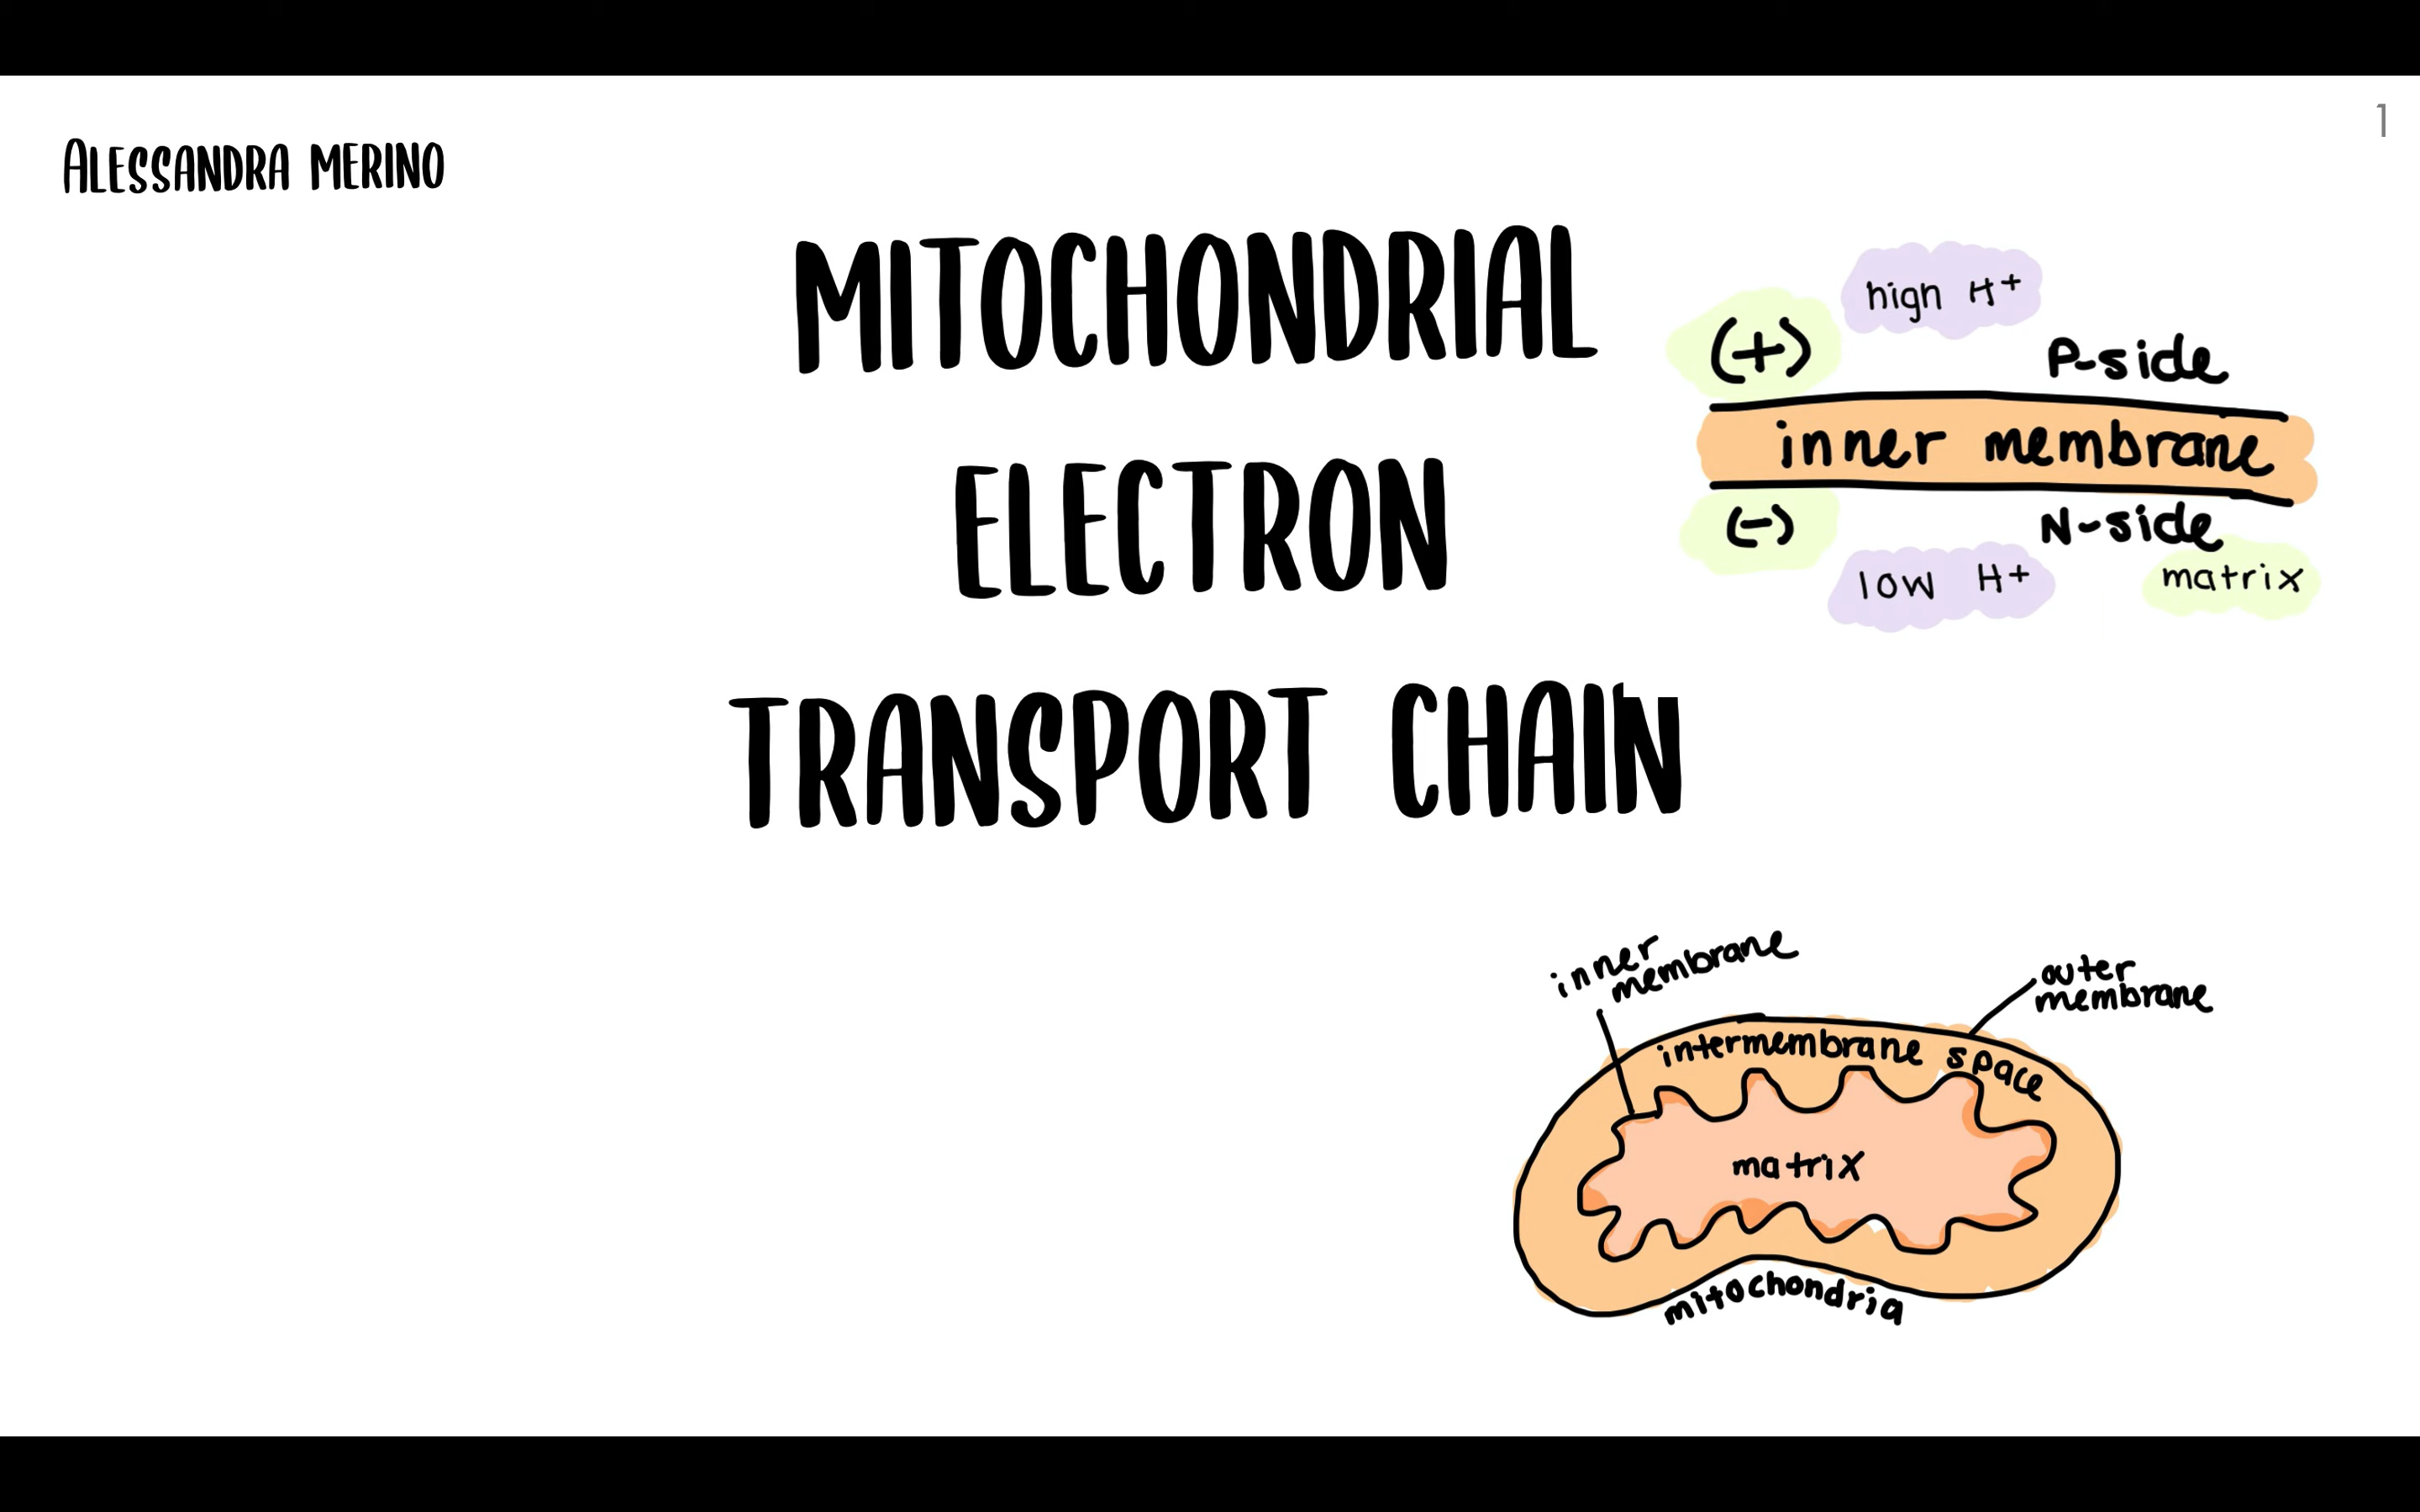 1
ALESSANDRA MERINO
MITOCHONDRIAL
ELECTRON
TRANSPORT CHAIN
high H+
(+)
P-side
inner membrane
(-)
N-side
low H+
matrix
inner
membrane
outer
membrane
intermembrane space
matrix
mitochondria